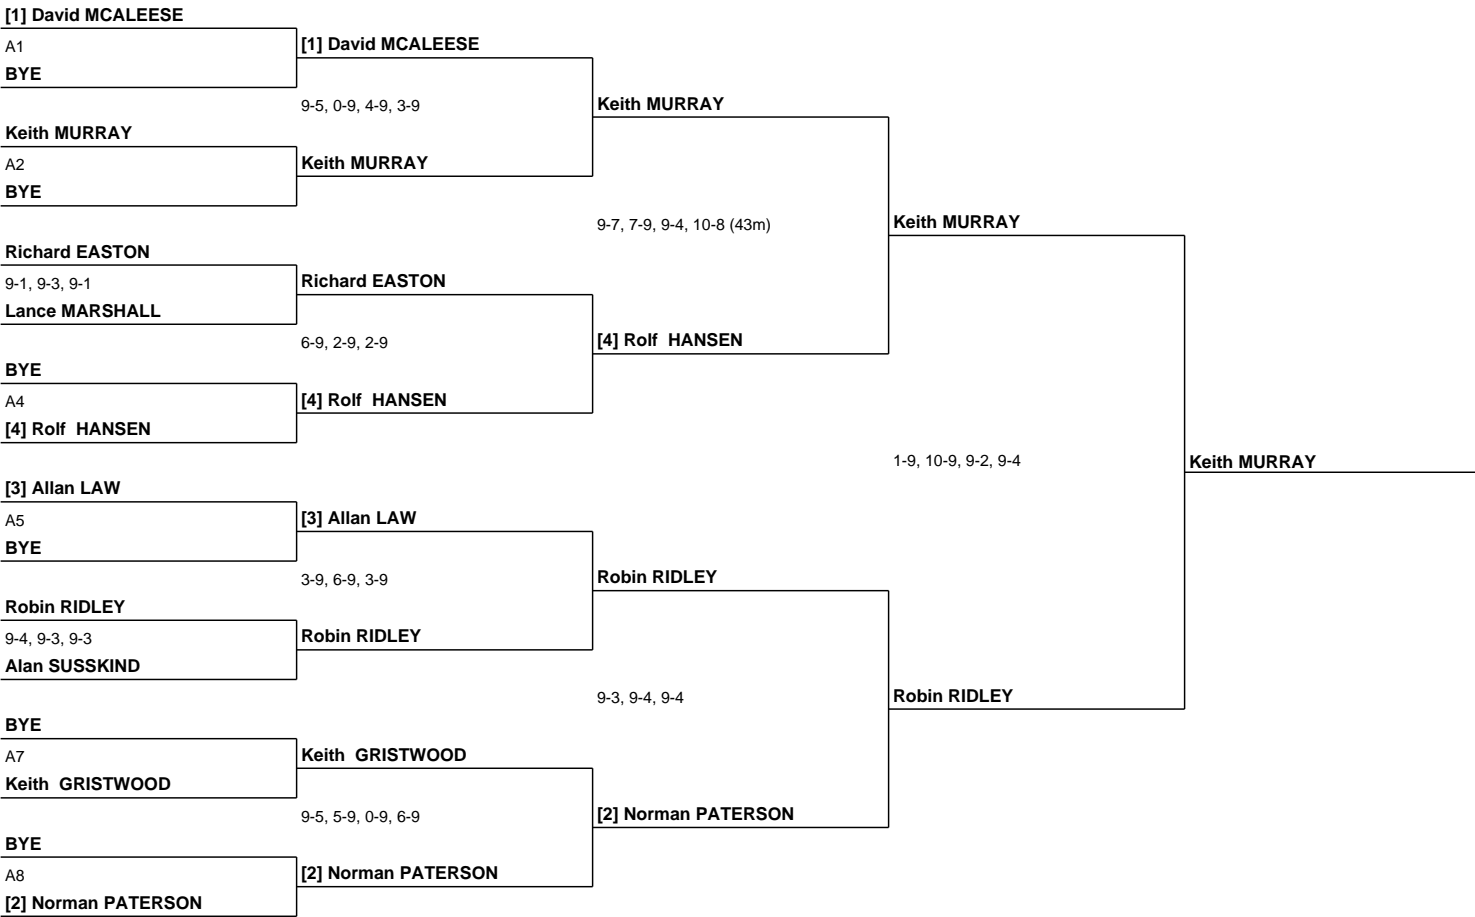 [1] David MCALEESE
A1
BYE
Keith MURRAY
A2
BYE
Richard EASTON
9-1, 9-3, 9-1
Lance MARSHALL
BYE
A4
[4] Rolf  HANSEN
[3] Allan LAW
A5
BYE
Robin RIDLEY
9-4, 9-3, 9-3
Alan SUSSKIND
BYE
A7
Keith  GRISTWOOD
BYE
A8
[2] Norman PATERSON
[1] David MCALEESE
9-5, 0-9, 4-9, 3-9
Keith MURRAY
Richard EASTON
6-9, 2-9, 2-9
[4] Rolf  HANSEN
[3] Allan LAW
3-9, 6-9, 3-9
Robin RIDLEY
Keith  GRISTWOOD
9-5, 5-9, 0-9, 6-9
[2] Norman PATERSON
Keith MURRAY
9-7, 7-9, 9-4, 10-8 (43m)
[4] Rolf  HANSEN
Robin RIDLEY
9-3, 9-4, 9-4
[2] Norman PATERSON
Keith MURRAY
1-9, 10-9, 9-2, 9-4
Robin RIDLEY
Keith MURRAY